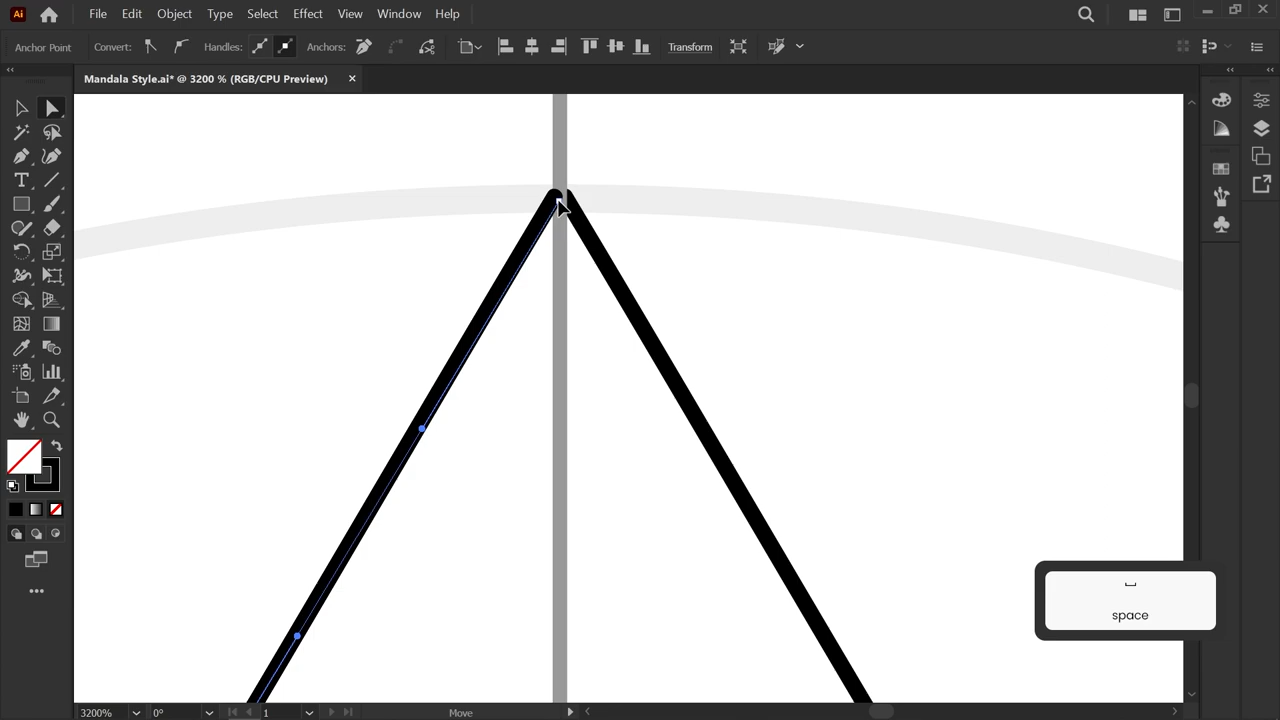 Ai File Edit Object Type Select Effect View Window Help
Anchor Point Convert: Handles: Anchors: Transform
Mandala Style.ai* @ 3200 % (RGB/CPU Preview)
T
space
3200% 0° 1 Move